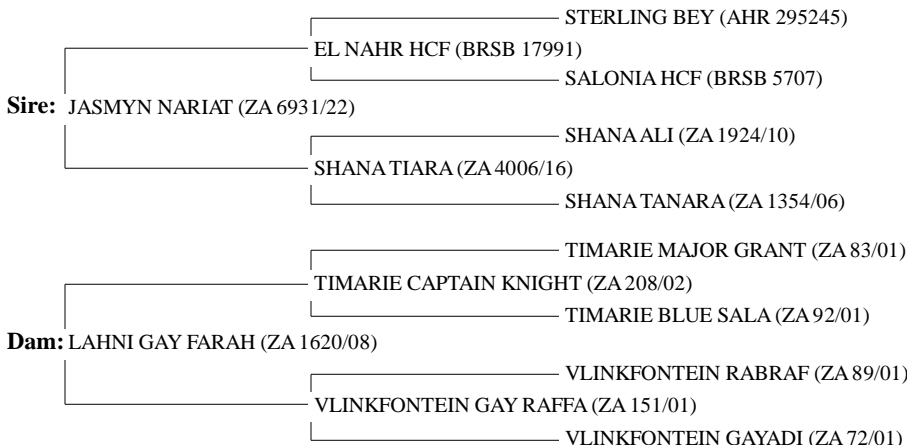 STERLING BEY (AHR 295245)
EL NAHR HCF (BRSB 17991)
SALONIA HCF (BRSB 5707)
Sire: JASMYN NARIAT (ZA 6931/22)
SHANA ALI (ZA 1924/10)
SHANA TIARA (ZA 4006/16)
SHANA TANARA (ZA 1354/06)
TIMARIE MAJOR GRANT (ZA 83/01)
TIMARIE CAPTAIN KNIGHT (ZA 208/02)
TIMARIE BLUE SALA (ZA 92/01)
Dam: LAHNI GAY FARAH (ZA 1620/08)
VLINKFONTEIN RABRAF (ZA 89/01)
VLINKFONTEIN GAY RAFFA (ZA 151/01)
VLINKFONTEIN GAYADI (ZA 72/01)